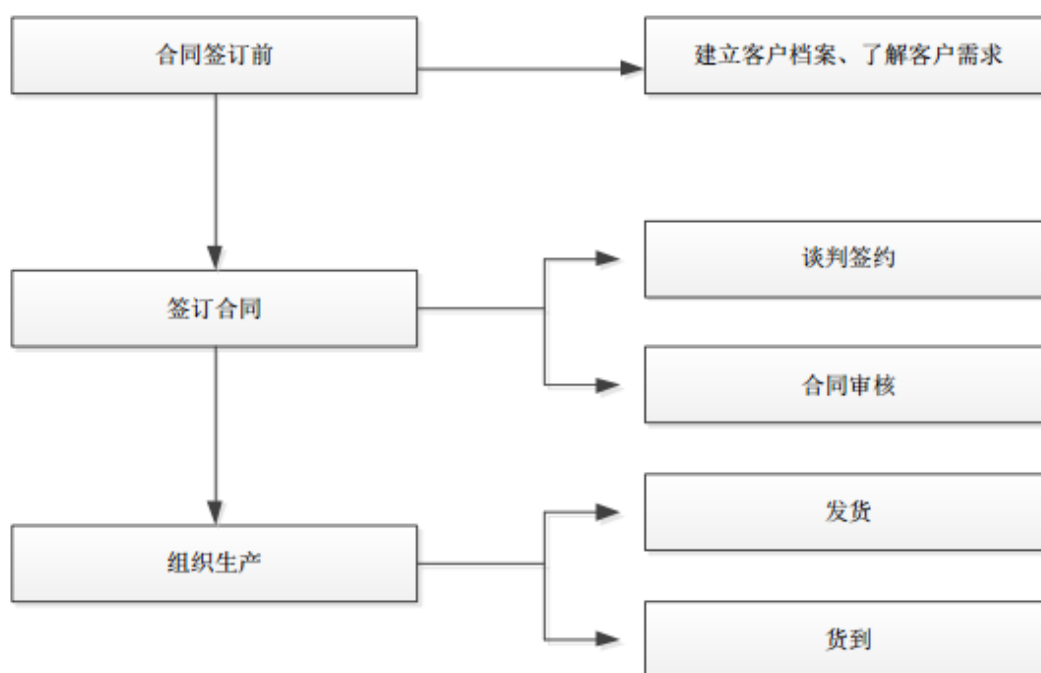 合同签订前
建立客户档案、了解客户需求
谈判签约
签订合同
合同审核
发货
组织生产
货到